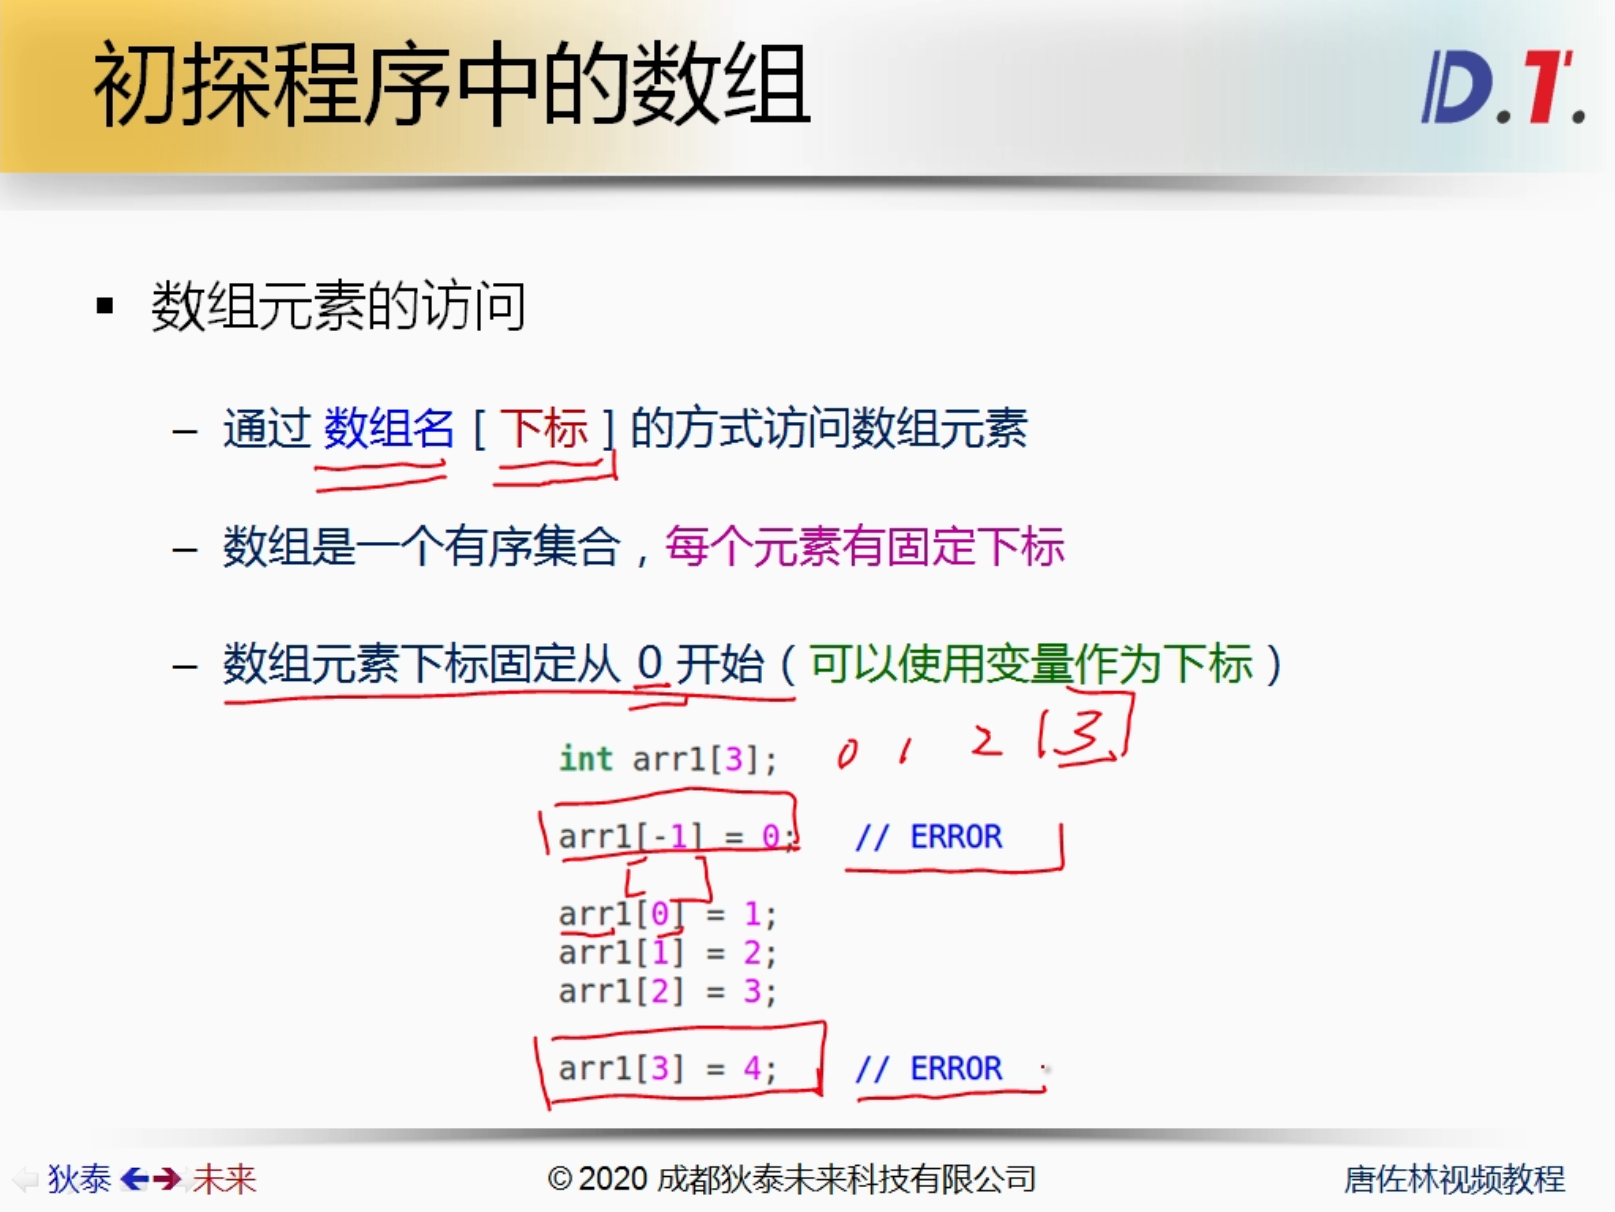 初探程序中的数组
D.T.
▪ 数组元素的访问
– 通过 数组名 [ 下标 ] 的方式访问数组元素
– 数组是一个有序集合，每个元素有固定下标
– 数组元素下标固定从 0 开始（可以使用变量作为下标）
int arr1[3]; 0 1 2 3
arr1[-1] = 0; // ERROR
arr1[0] = 1;
arr1[1] = 2;
arr1[2] = 3;
arr1[3] = 4; // ERROR
狄泰 未来
© 2020 成都狄泰未来科技有限公司
唐佐林视频教程